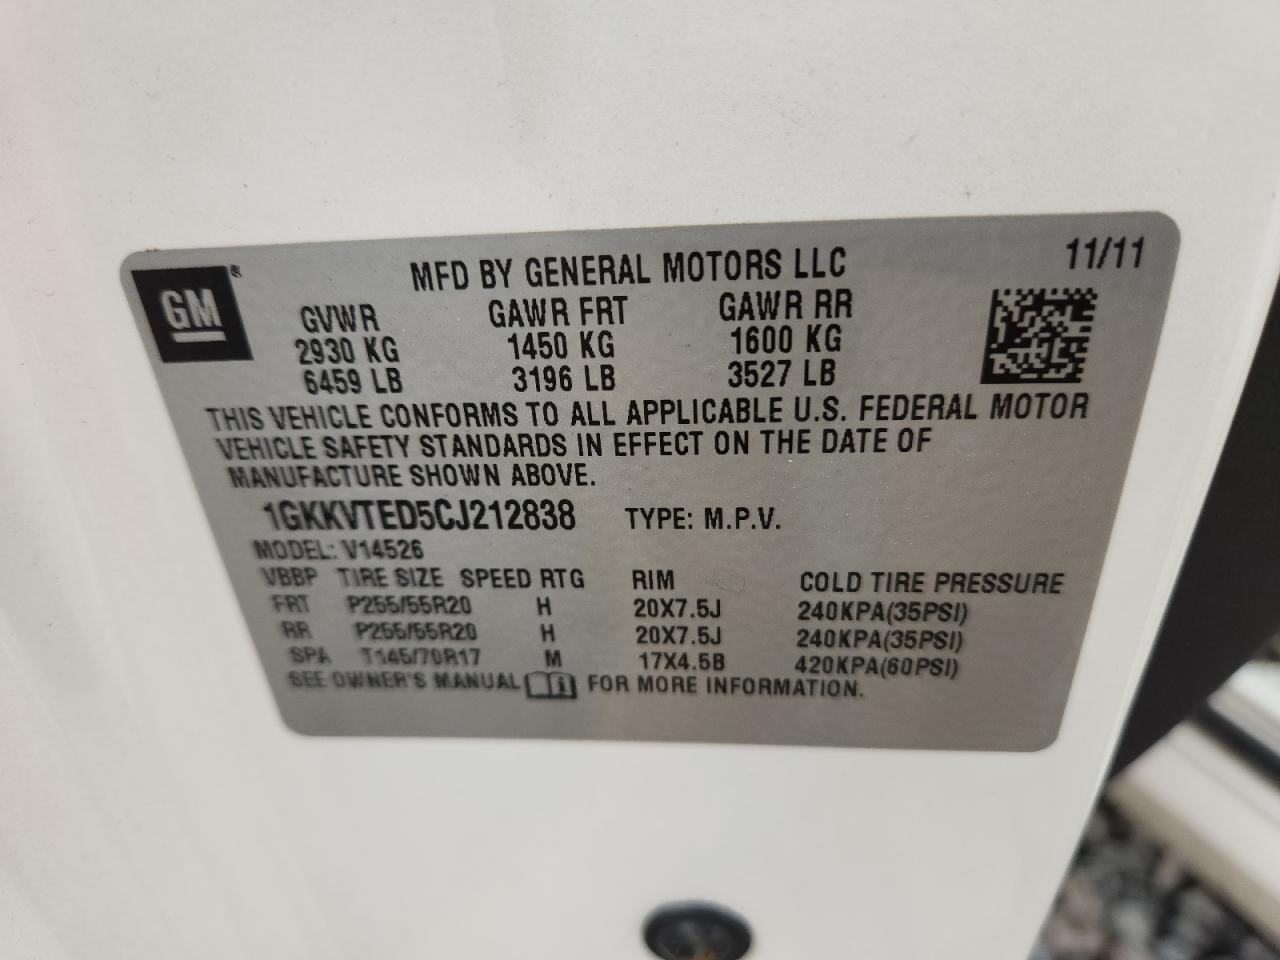 GM ®
MFD BY GENERAL MOTORS LLC
11/11
GVWR GAWR FRT GAWR RR
2930 KG 1450 KG 1600 KG
6459 LB 3196 LB 3527 LB
THIS VEHICLE CONFORMS TO ALL APPLICABLE U.S. FEDERAL MOTOR
VEHICLE SAFETY STANDARDS IN EFFECT ON THE DATE OF
MANUFACTURE SHOWN ABOVE.
1GKKVTED5CJ212838 TYPE: M.P.V.
MODEL: V14526
VBBP TIRE SIZE SPEED RTG RIM COLD TIRE PRESSURE
FRT P255/55R20 H 20X7.5J 240KPA(35PSI)
RR P255/55R20 H 20X7.5J 240KPA(35PSI)
SPA T145/70R17 M 17X4.5B 420KPA(60PSI)
SEE OWNER'S MANUAL i FOR MORE INFORMATION.